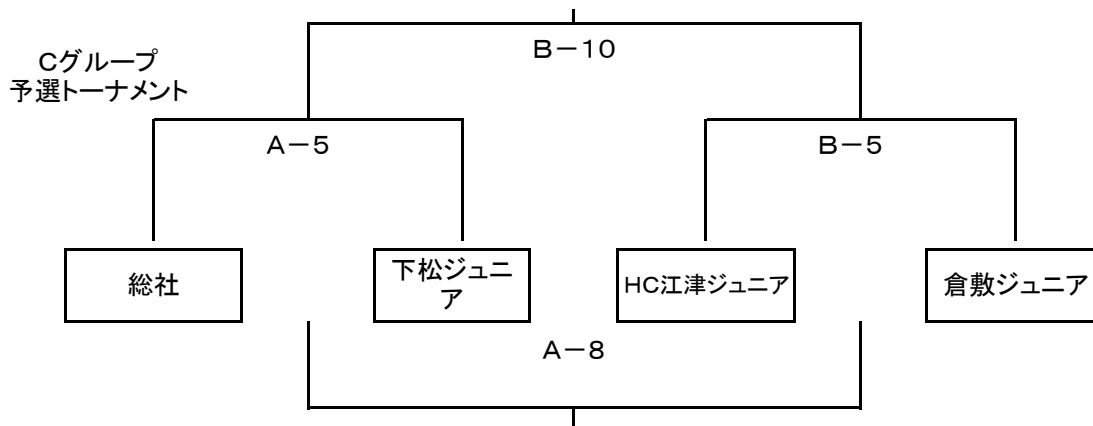 B－10
Cグループ
予選トーナメント
A－5
B－5
総社
下松ジュニ
ア
HC江津ジュニア
倉敷ジュニア
A－8